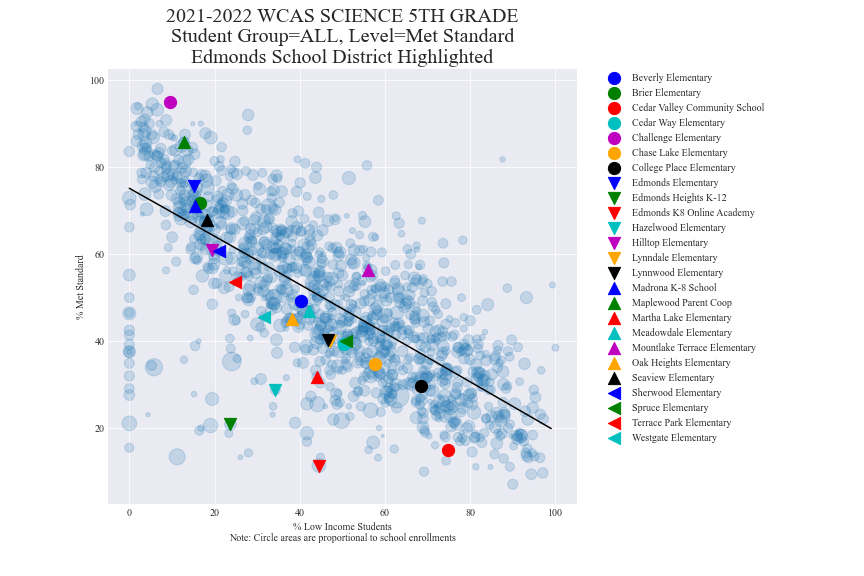 2021-2022 WCAS SCIENCE 5TH GRADE
Student Group=ALL, Level=Met Standard
Edmonds School District Highlighted
100
80
60
40
20
% Met Standard
0
20
40
60
80
100
% Low Income Students
Note: Circle areas are proportional to school enrollments
Beverly Elementary
Brier Elementary
Cedar Valley Community School
Cedar Way Elementary
Challenge Elementary
Chase Lake Elementary
College Place Elementary
Edmonds Elementary
Edmonds Heights K-12
Edmonds K8 Online Academy
Hazelwood Elementary
Hilltop Elementary
Lynndale Elementary
Lynnwood Elementary
Madrona K-8 School
Maplewood Parent Coop
Martha Lake Elementary
Meadowdale Elementary
Mountlake Terrace Elementary
Oak Heights Elementary
Seaview Elementary
Sherwood Elementary
Spruce Elementary
Terrace Park Elementary
Westgate Elementary